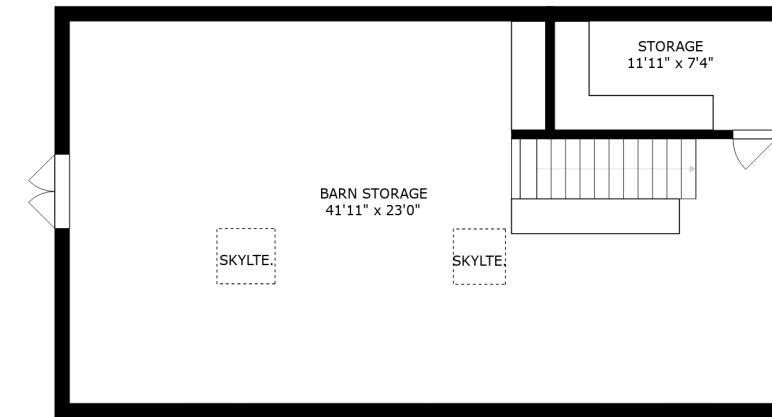 STORAGE
11'11" x 7'4"
BARN STORAGE
41'11" x 23'0"
SKYLTE.
SKYLTE.